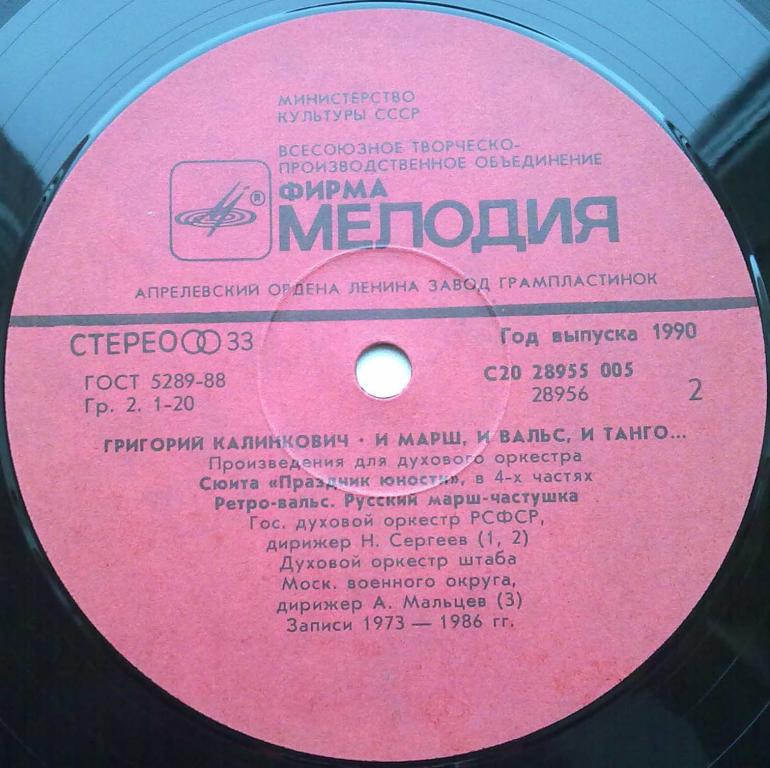 МИНИСТЕРСТВО
КУЛЬТУРЫ СССР
ВСЕСОЮЗНОЕ ТВОРЧЕСКО-
ПРОИЗВОДСТВЕННОЕ ОБЪЕДИНЕНИЕ
ФИРМА
® МЕЛОДИЯ
АПРЕЛЕВСКИЙ ОРДЕНА ЛЕНИНА ЗАВОД ГРАМПЛАСТИНОК
СТЕРЕО 33
Год выпуска 1990
ГОСТ 5289-88
Гр. 2. 1-20
С20 28955 005
28956
2
ГРИГОРИЙ КАЛИНКОВИЧ · И МАРШ, И ВАЛЬС, И ТАНГО...
Произведения для духового оркестра
Сюита «Праздник юности», в 4-х частях
Ретро-вальс. Русский марш-частушка
Гос. духовой оркестр РСФСР,
дирижер Н. Сергеев (1, 2)
Духовой оркестр штаба
Моск. военного округа,
дирижер А. Мальцев (3)
Записи 1973 — 1986 гг.